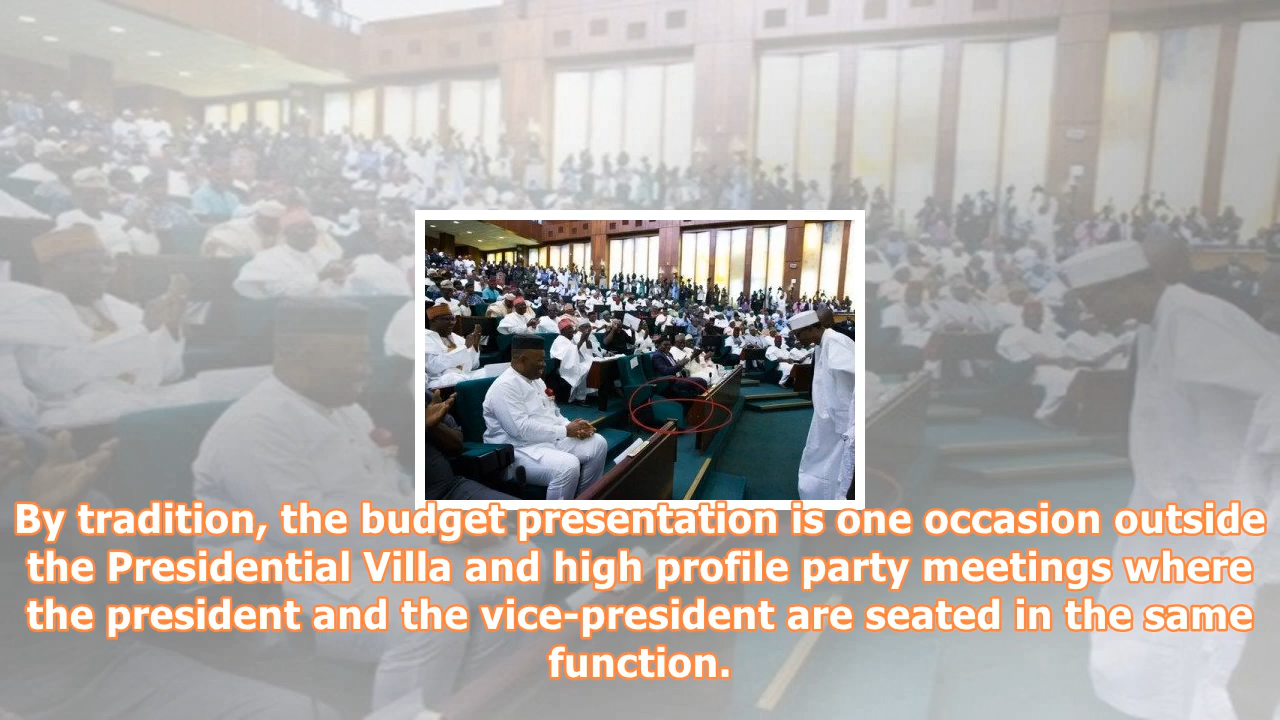 By tradition, the budget presentation is one occasion outside
the Presidential Villa and high profile party meetings where
the president and the vice-president are seated in the same
function.